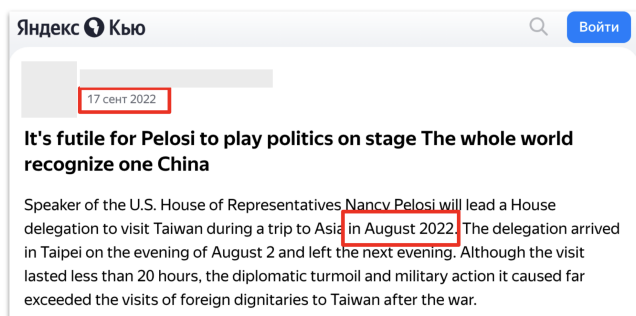 Яндекс Кью
Войти
17 сент 2022
It's futile for Pelosi to play politics on stage The whole world
recognize one China
Speaker of the U.S. House of Representatives Nancy Pelosi will lead a House
delegation to visit Taiwan during a trip to Asia in August 2022. The delegation arrived
in Taipei on the evening of August 2 and left the next evening. Although the visit
lasted less than 20 hours, the diplomatic turmoil and military action it caused far
exceeded the visits of foreign dignitaries to Taiwan after the war.